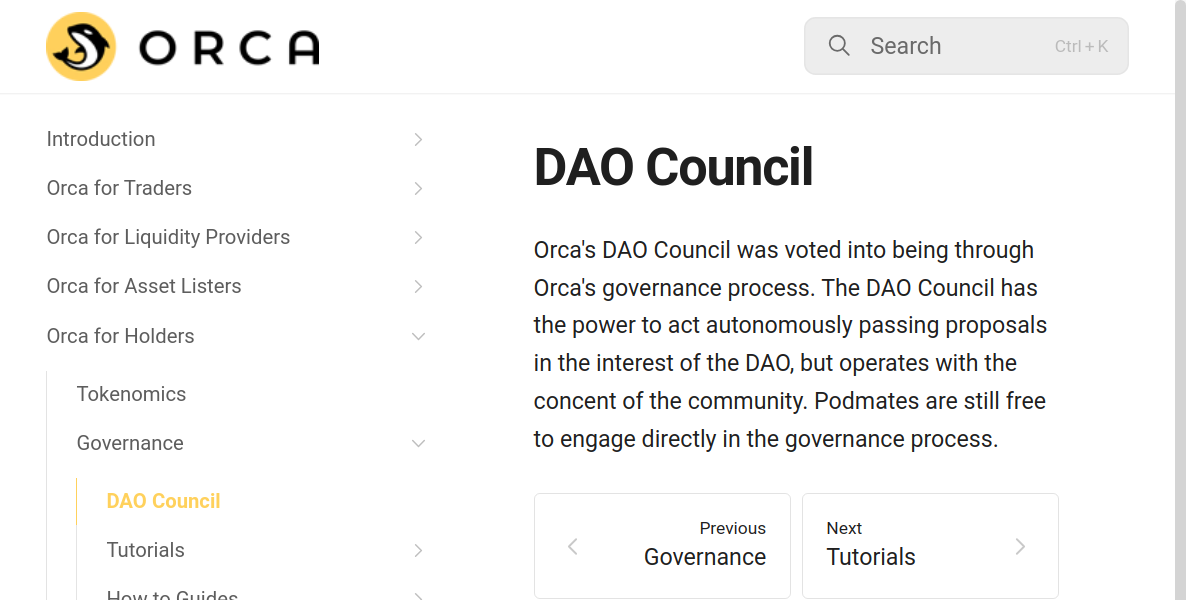 ORCA
Search
Ctrl + K
Introduction
Orca for Traders
Orca for Liquidity Providers
Orca for Asset Listers
Orca for Holders
Tokenomics
Governance
DAO Council
Tutorials
How to Guides
DAO Council
Orca's DAO Council was voted into being through
Orca's governance process. The DAO Council has
the power to act autonomously passing proposals
in the interest of the DAO, but operates with the
concent of the community. Podmates are still free
to engage directly in the governance process.
Previous
Governance
Next
Tutorials